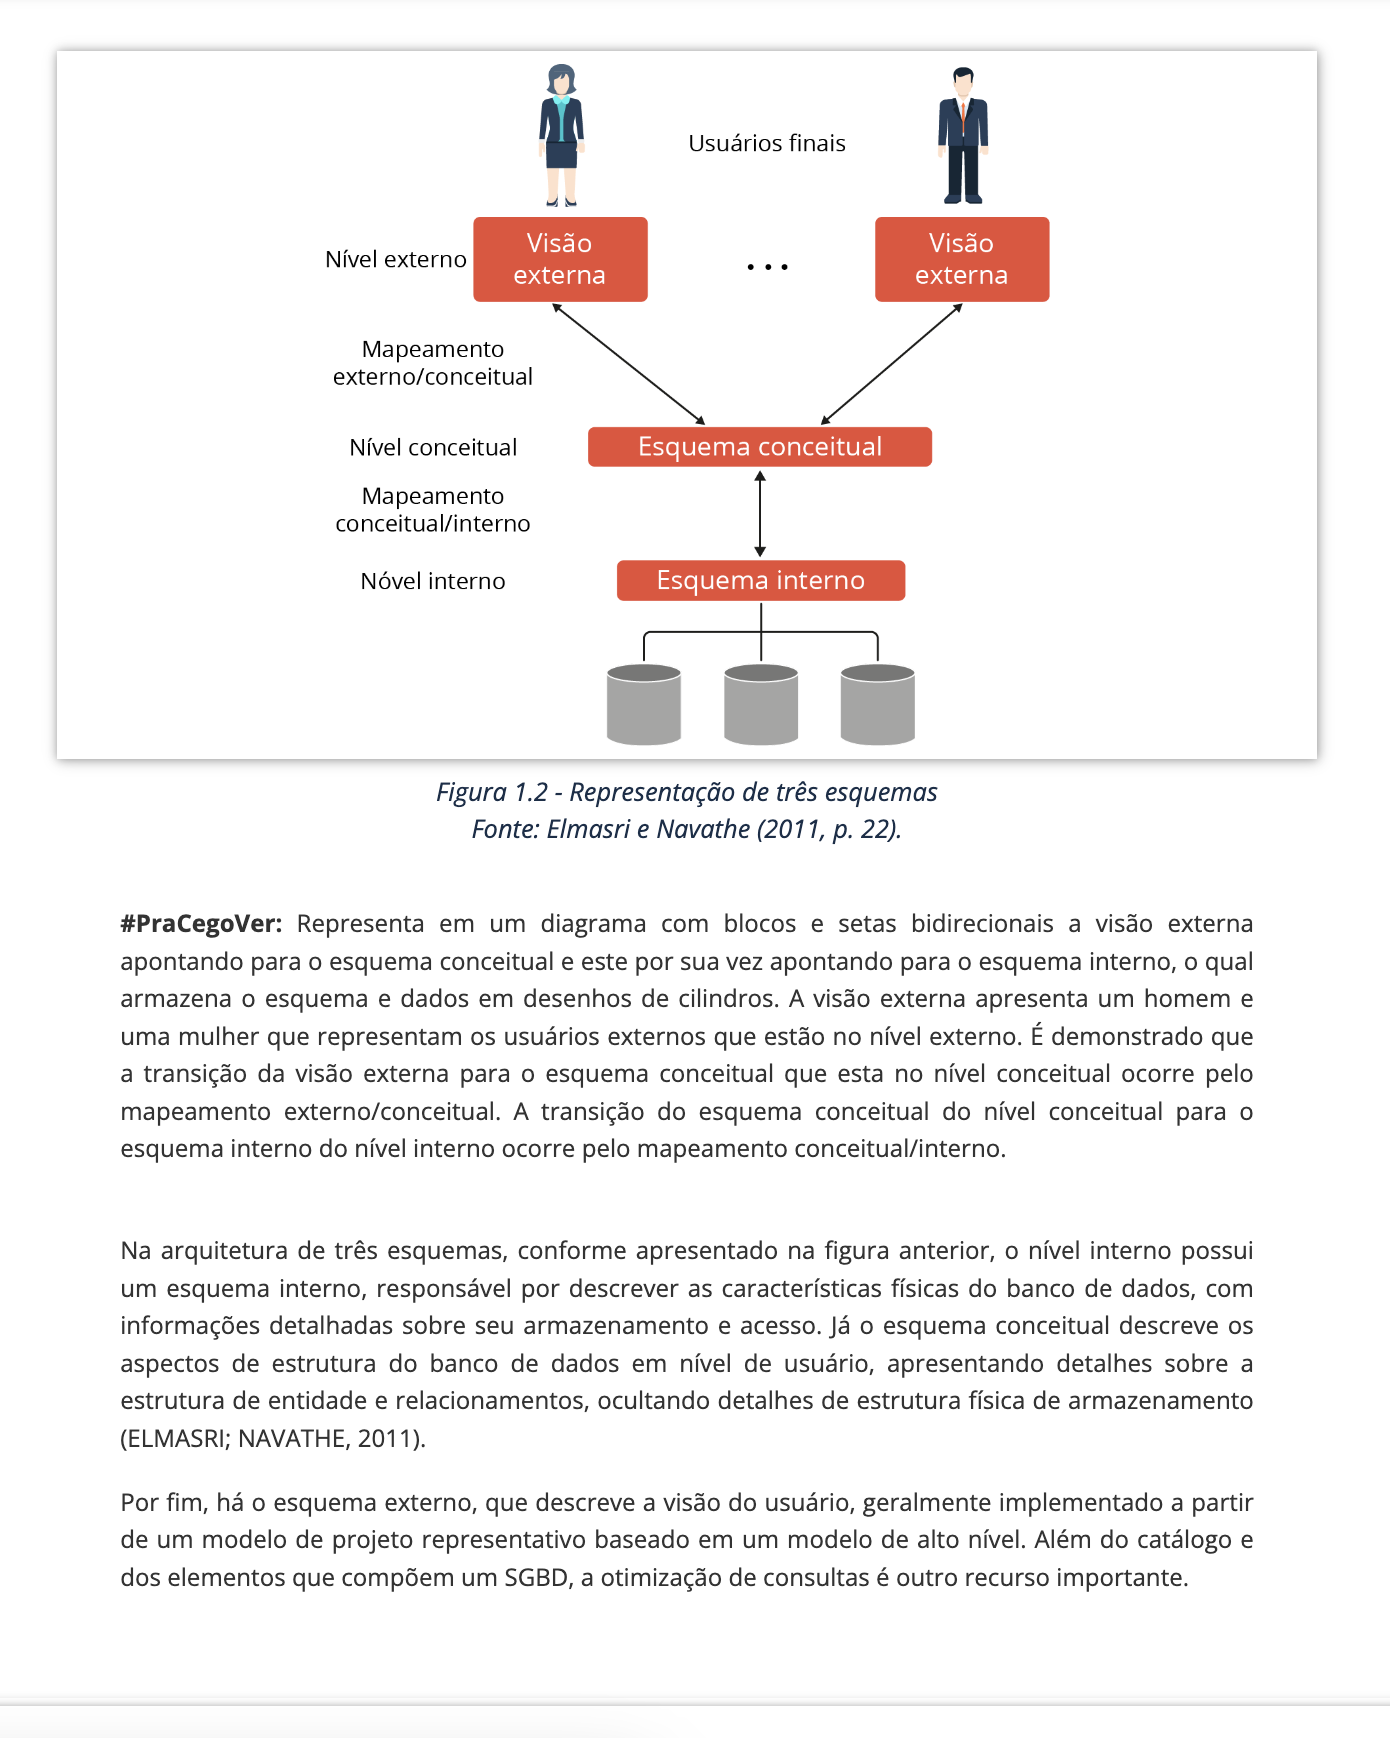 Usuários finais
Nível externo
Visão
externa
...
Visão
externa
Mapeamento
externo/conceitual
Nível conceitual
Esquema conceitual
Mapeamento
conceitual/interno
Nóvel interno
Esquema interno
Figura 1.2 - Representação de três esquemas
Fonte: Elmasri e Navathe (2011, p. 22).
#PraCegoVer: Representa em um diagrama com blocos e setas bidirecionais a visão externa
apontando para o esquema conceitual e este por sua vez apontando para o esquema interno, o qual
armazena o esquema e dados em desenhos de cilindros. A visão externa apresenta um homem e
uma mulher que representam os usuários externos que estão no nível externo. É demonstrado que
a transição da visão externa para o esquema conceitual que esta no nível conceitual ocorre pelo
mapeamento externo/conceitual. A transição do esquema conceitual do nível conceitual para o
esquema interno do nível interno ocorre pelo mapeamento conceitual/interno.
Na arquitetura de três esquemas, conforme apresentado na figura anterior, o nível interno possui
um esquema interno, responsável por descrever as características físicas do banco de dados, com
informações detalhadas sobre seu armazenamento e acesso. Já o esquema conceitual descreve os
aspectos de estrutura do banco de dados em nível de usuário, apresentando detalhes sobre a
estrutura de entidade e relacionamentos, ocultando detalhes de estrutura física de armazenamento
(ELMASRI; NAVATHE, 2011).
Por fim, há o esquema externo, que descreve a visão do usuário, geralmente implementado a partir
de um modelo de projeto representativo baseado em um modelo de alto nível. Além do catálogo e
dos elementos que compõem um SGBD, a otimização de consultas é outro recurso importante.